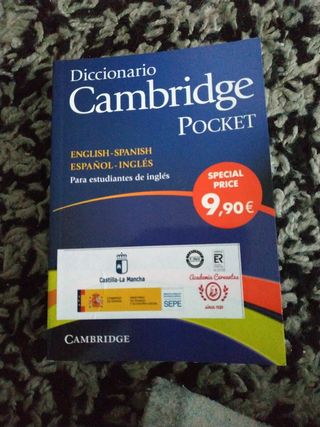 Diccionario
Cambridge
POCKET
ENGLISH-SPANISH
ESPAÑOL-INGLÉS
Para estudiantes de inglés
SPECIAL
PRICE
9,90€
Castilla-La Mancha
Academia Cervantes
SEPE
CAMBRIDGE